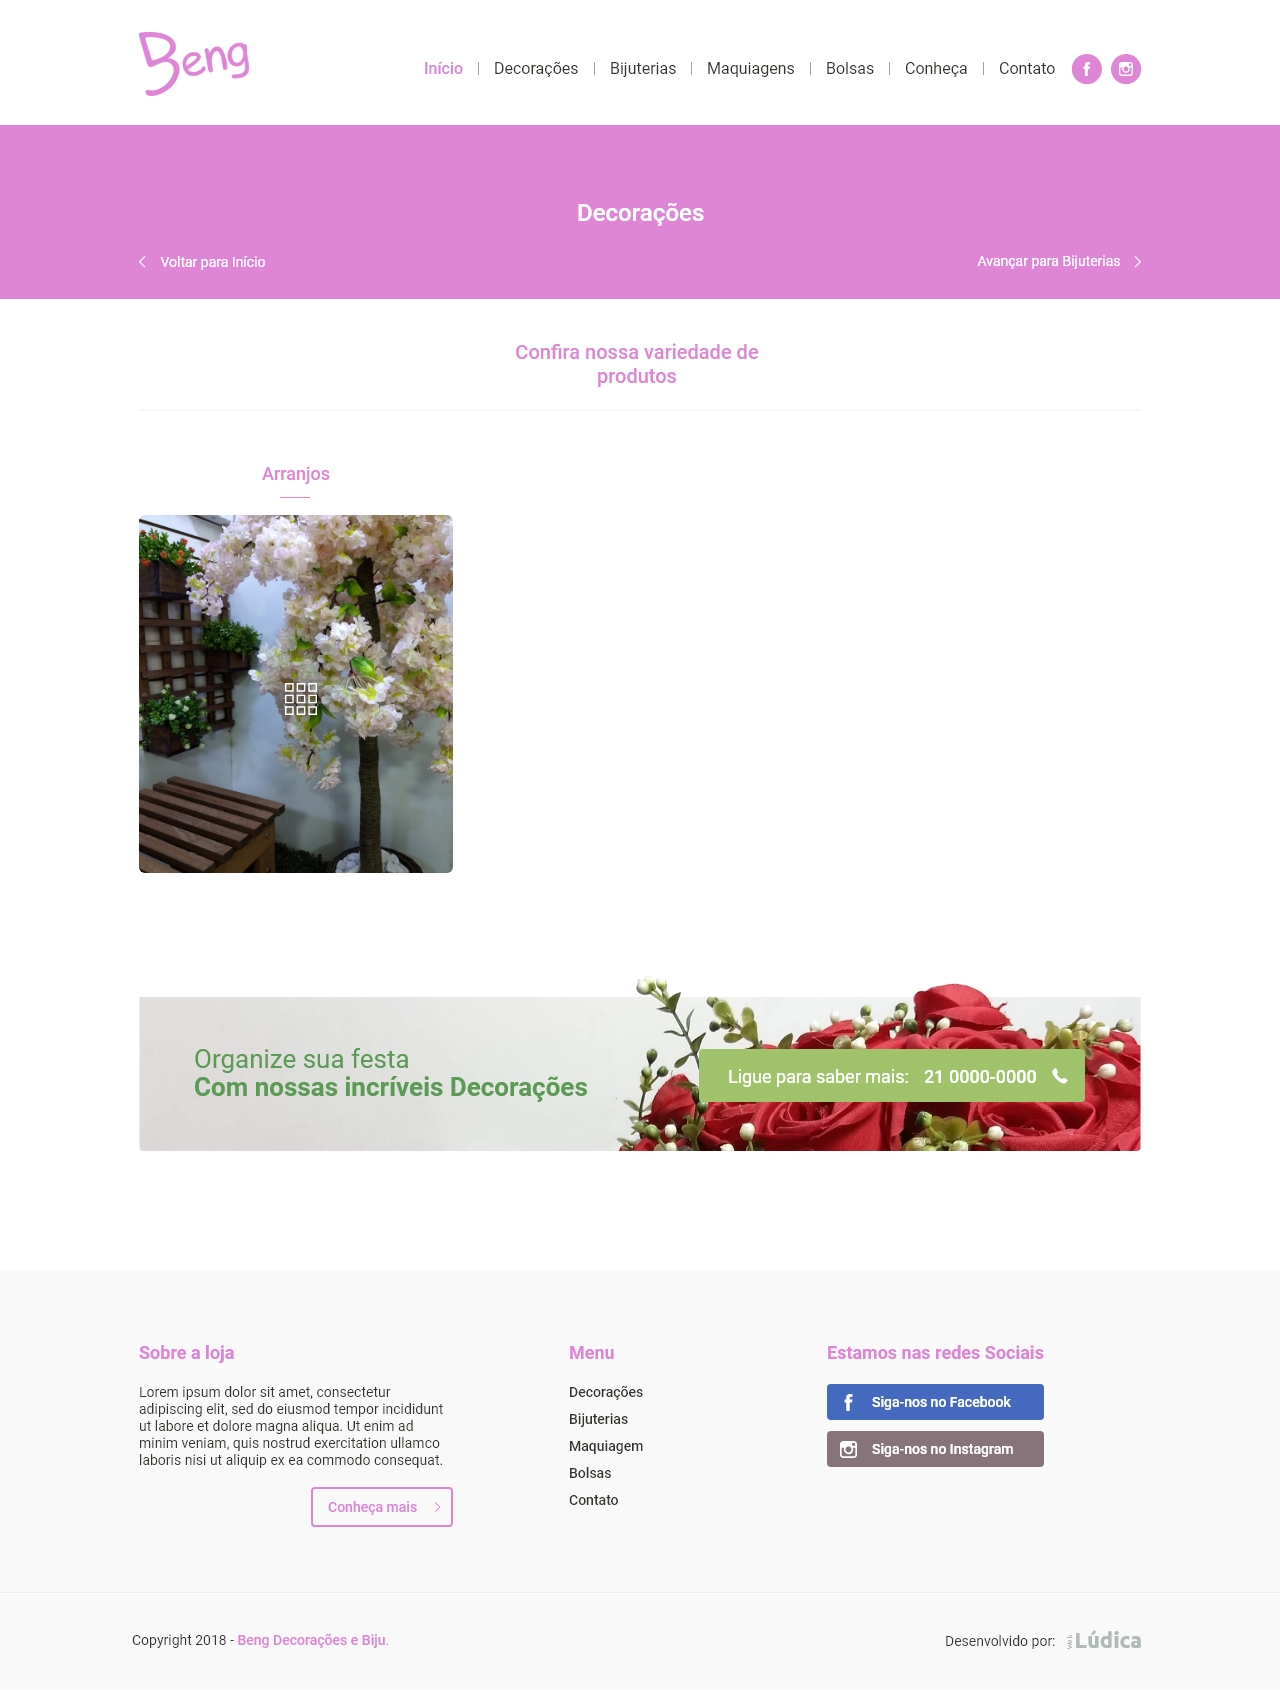 Beng
Início
Decorações
Bijuterias
Maquiagens
Bolsas
Conheça
Contato
Decorações
Voltar para Início
Avançar para Bijuterias
Confira nossa variedade de
produtos
Arranjos
Organize sua festa
Com nossas incríveis Decorações
Ligue para saber mais: 21 0000-0000
Sobre a loja
Lorem ipsum dolor sit amet, consectetur
adipiscing elit, sed do eiusmod tempor incididunt
ut labore et dolore magna aliqua. Ut enim ad
minim veniam, quis nostrud exercitation ullamco
laboris nisi ut aliquip ex ea commodo consequat.
Conheça mais
Menu
Decorações
Bijuterias
Maquiagem
Bolsas
Contato
Estamos nas redes Sociais
Siga-nos no Facebook
Siga-nos no Instagram
Copyright 2018 - Beng Decorações e Biju.
Desenvolvido por: Lúdica